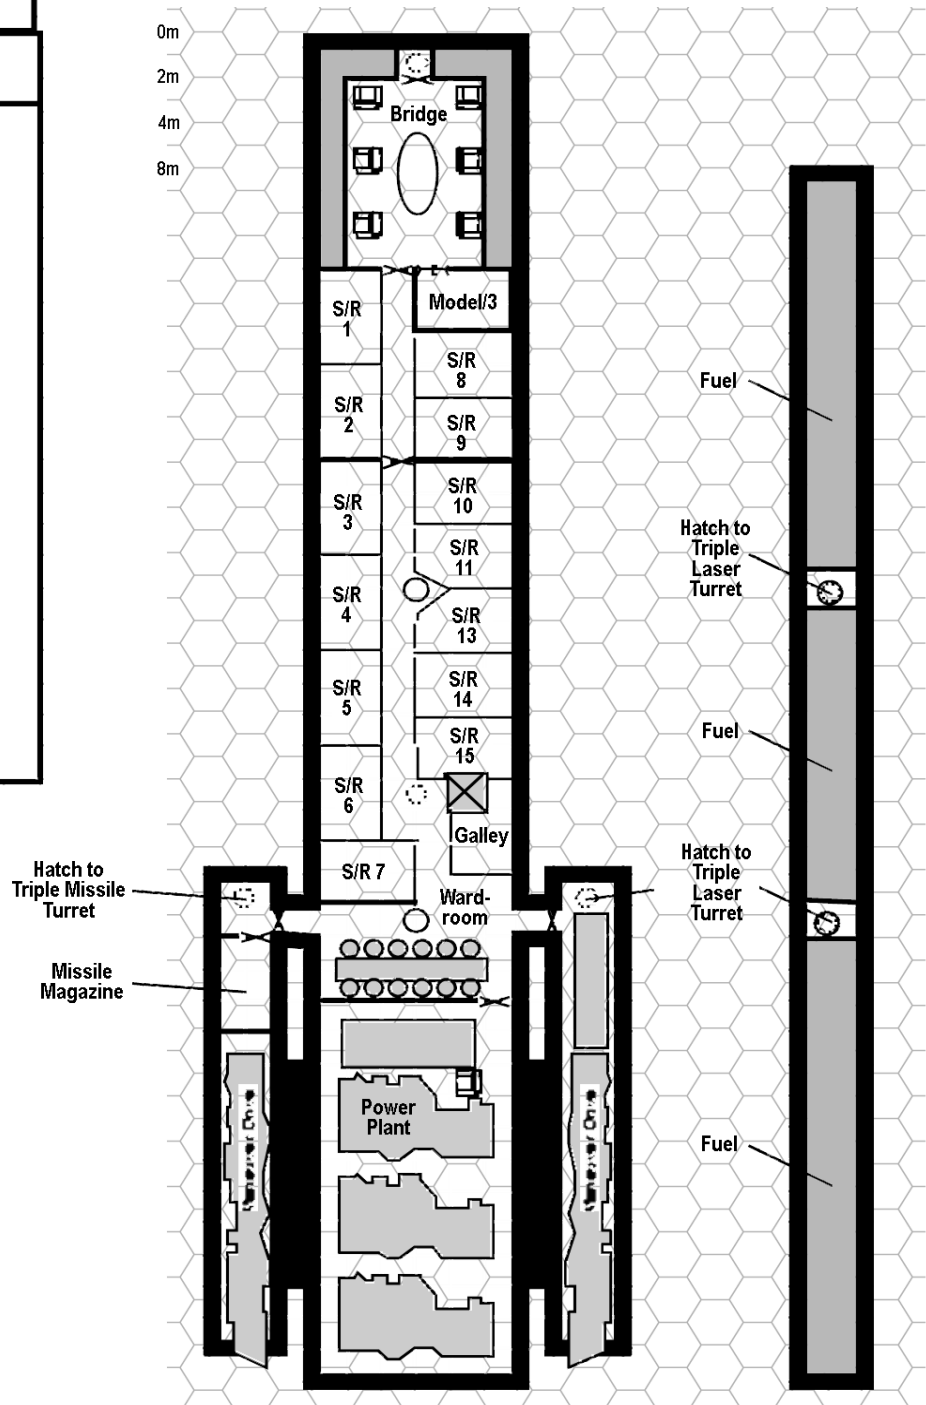 0m
2m
4m
8m
Bridge
Model/3
S/R
1
S/R
8
S/R
2
S/R
9
S/R
3
S/R
10
S/R
11
S/R
4
S/R
13
S/R
5
S/R
14
S/R
15
S/R
6
Galley
S/R 7
Ward-
room
Hatch to
Triple Missile
Turret
Missile
Magazine
Power
Plant
Fuel
Hatch to
Triple
Laser
Turret
Fuel
Hatch to
Triple
Laser
Turret
Fuel